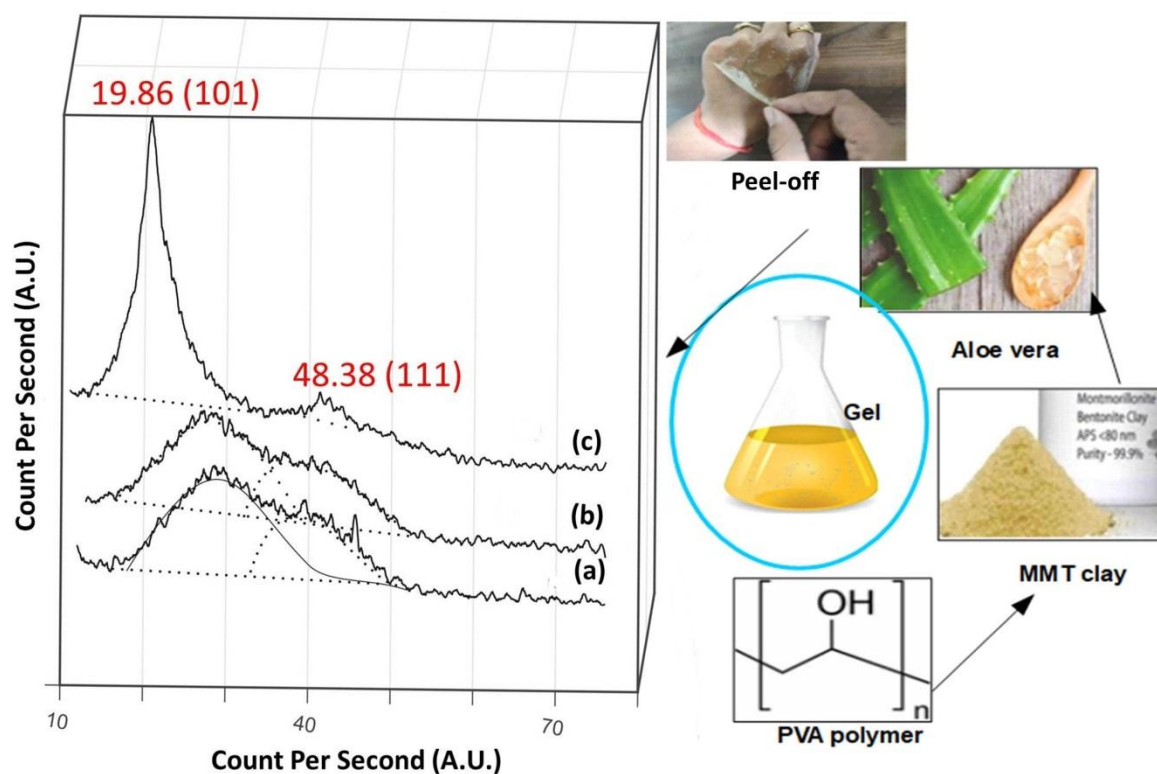 19.86 (101)
48.38 (111)
(c)
(b)
(a)
Count Per Second (A.U.)
10
40
70
Count Per Second (A.U.)
Peel-off
Aloe vera
Gel
Montmorillonite
Bentonite Clay
APS <80 nm
Purity - 99.9%
MMT clay
OH
n
PVA polymer